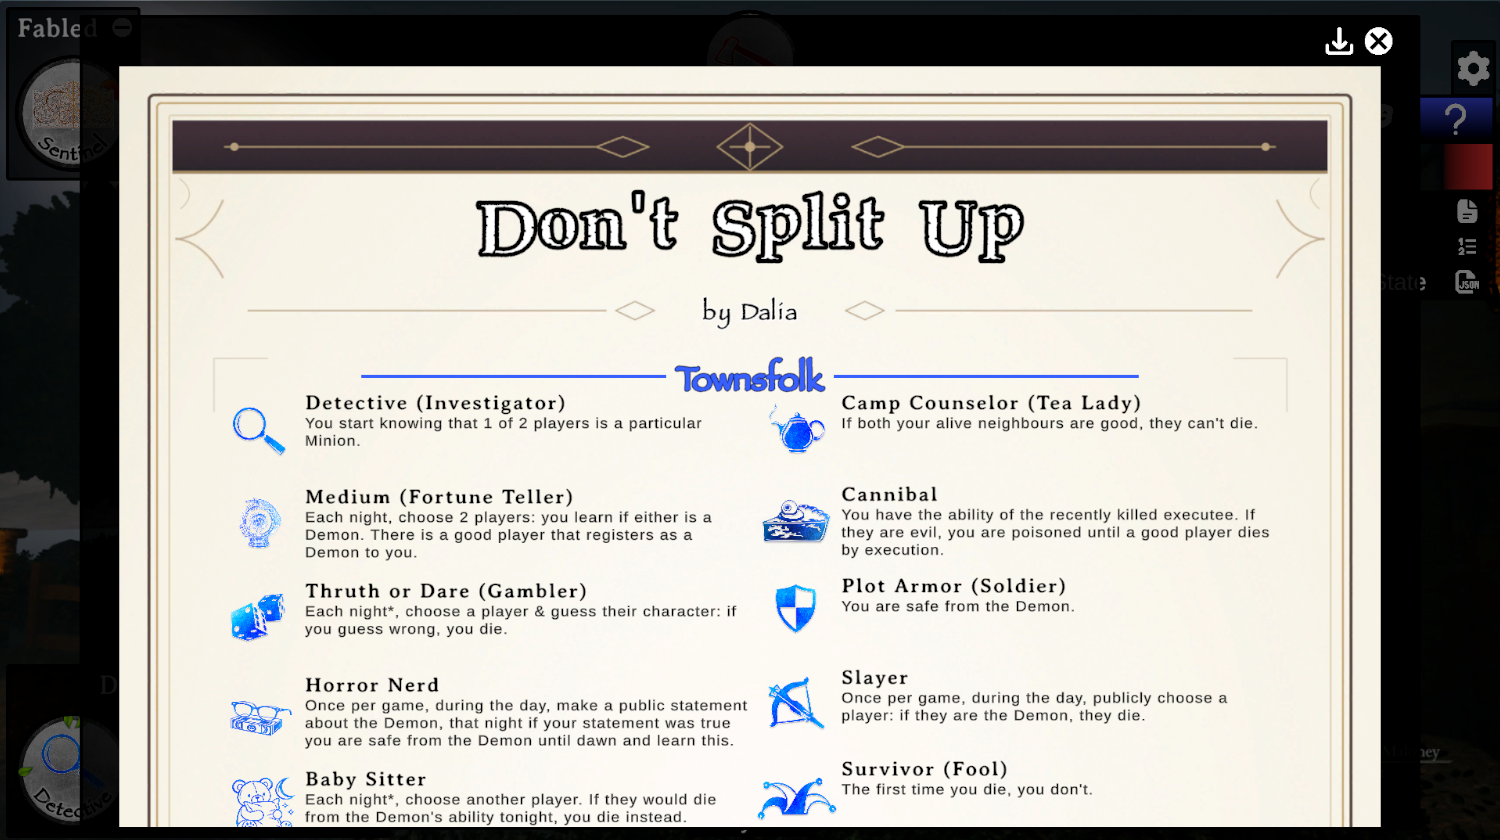 Fabled
Sentinel
?
Don't Split Up
by Dalia
Townsfolk
Detective (Investigator)
You start knowing that 1 of 2 players is a particular
Minion.
Medium (Fortune Teller)
Each night, choose 2 players: you learn if either is a
Demon. There is a good player that registers as a
Demon to you.
Thruth or Dare (Gambler)
Each night*, choose a player & guess their character: if
you guess wrong, you die.
Horror Nerd
Once per game, during the day, make a public statement
about the Demon, that night if your statement was true
you are safe from the Demon until dawn and learn this.
Baby Sitter
Each night*, choose another player. If they would die
from the Demon's ability tonight, you die instead.
Camp Counselor (Tea Lady)
If both your alive neighbours are good, they can't die.
Cannibal
You have the ability of the recently killed executee. If
they are evil, you are poisoned until a good player dies
by execution.
Plot Armor (Soldier)
You are safe from the Demon.
Slayer
Once per game, during the day, publicly choose a
player: if they are the Demon, they die.
Survivor (Fool)
The first time you die, you don't.
State
JSON
D
Detective